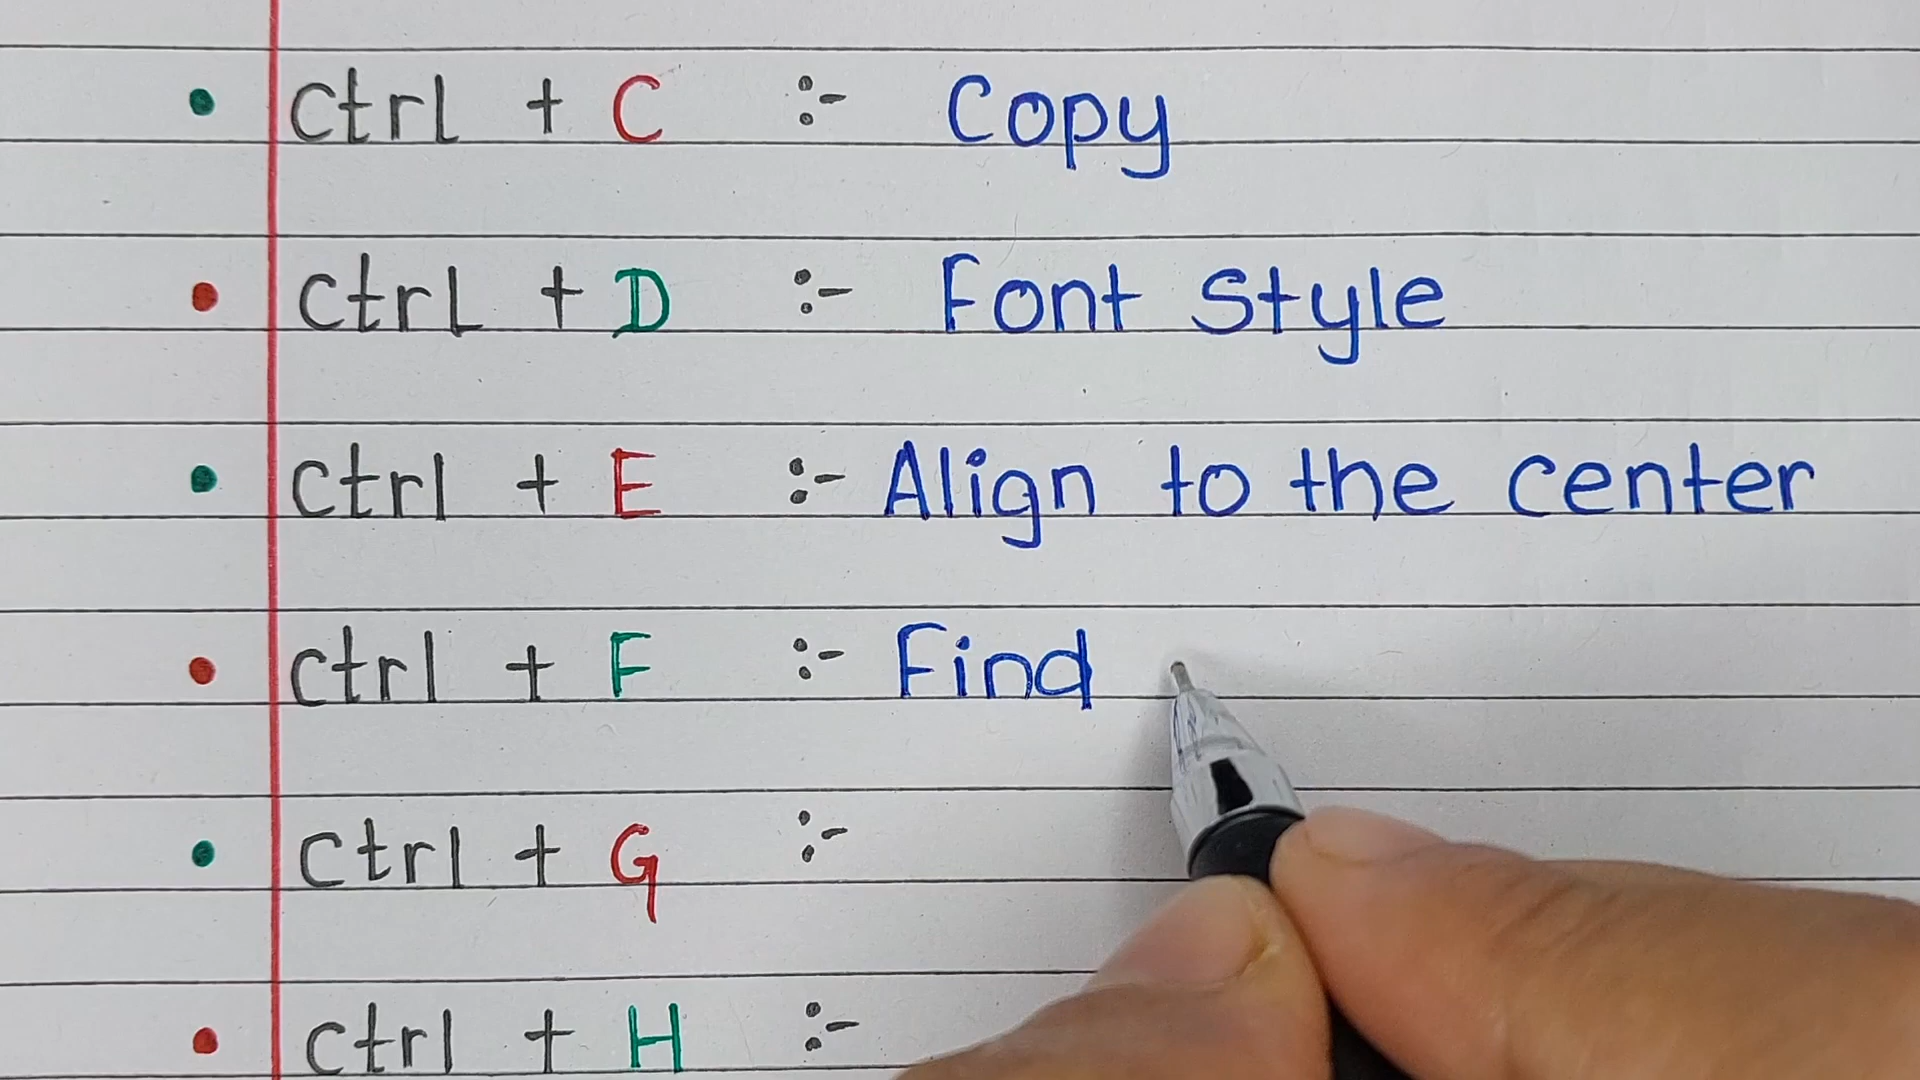 • Ctrl + C :- Copy
• Ctrl + D :- Font Style
• Ctrl + E :- Align to the center
• Ctrl + F :- Find
• Ctrl + G :-
• Ctrl + H :-